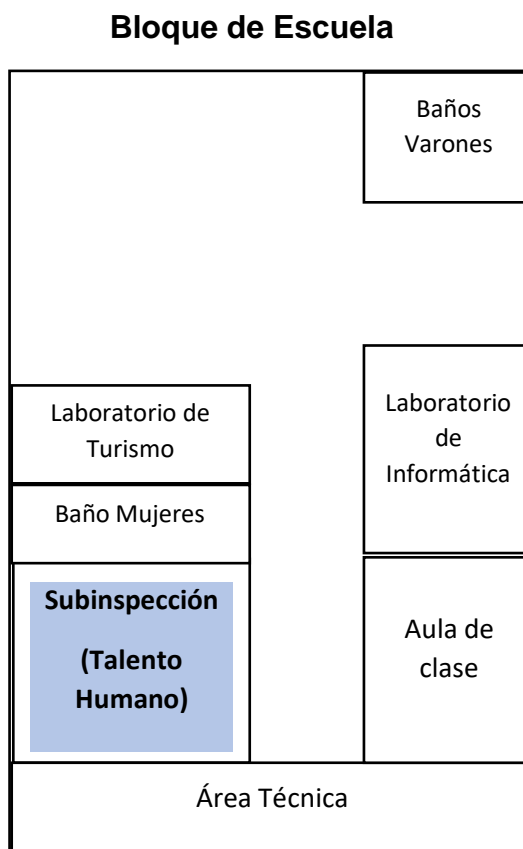 Bloque de Escuela
Baños
Varones
Laboratorio de
Turismo
Laboratorio
de
Informática
Baño Mujeres
Subinspección
(Talento
Humano)
Aula de
clase
Área Técnica